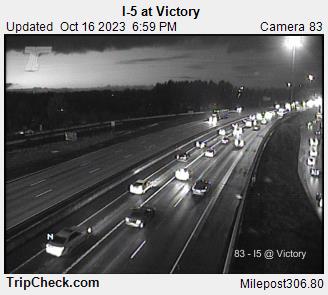 I-5 at Victory
Updated Oct 16 2023 6:59 PM Camera 83
N
83 - I5 @ Victory
TripCheck.com Milepost306.80